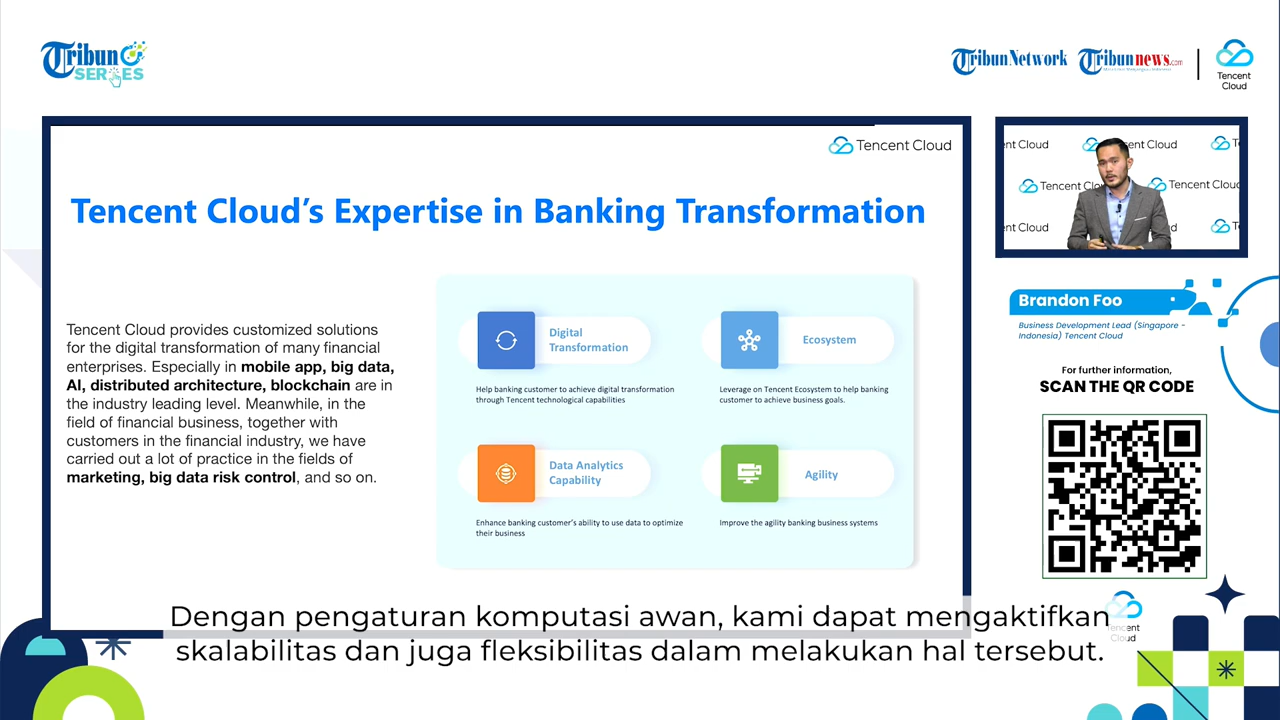 Tribun
SERIES
TribunNetwork
Tribunnews.com
Tencent
Cloud
Tencent Cloud
Tencent Cloud's Expertise in Banking Transformation
Tencent Cloud provides customized solutions
for the digital transformation of many financial
enterprises. Especially in mobile app, big data,
AI, distributed architecture, blockchain are in
the industry leading level. Meanwhile, in the
field of financial business, together with
customers in the financial industry, we have
carried out a lot of practice in the fields of
marketing, big data risk control, and so on.
Digital
Transformation
Help banking customer to achieve digital transformation
through Tencent technological capabilities
Ecosystem
Leverage on Tencent Ecosystem to help banking
customer to achieve business goals.
Data Analytics
Capability
Enhance banking customer's ability to use data to optimize
their business
Agility
Improve the agility banking business systems
ent Cloud
ent Cloud
Tencent Clou
Tencent Cloud
ent Cloud
d
Brandon Foo
Business Development Lead (Singapore -
Indonesia) Tencent Cloud
For further information,
SCAN THE QR CODE
Tencent
Cloud
Dengan pengaturan komputasi awan, kami dapat mengaktifkan
skalabilitas dan juga fleksibilitas dalam melakukan hal tersebut.